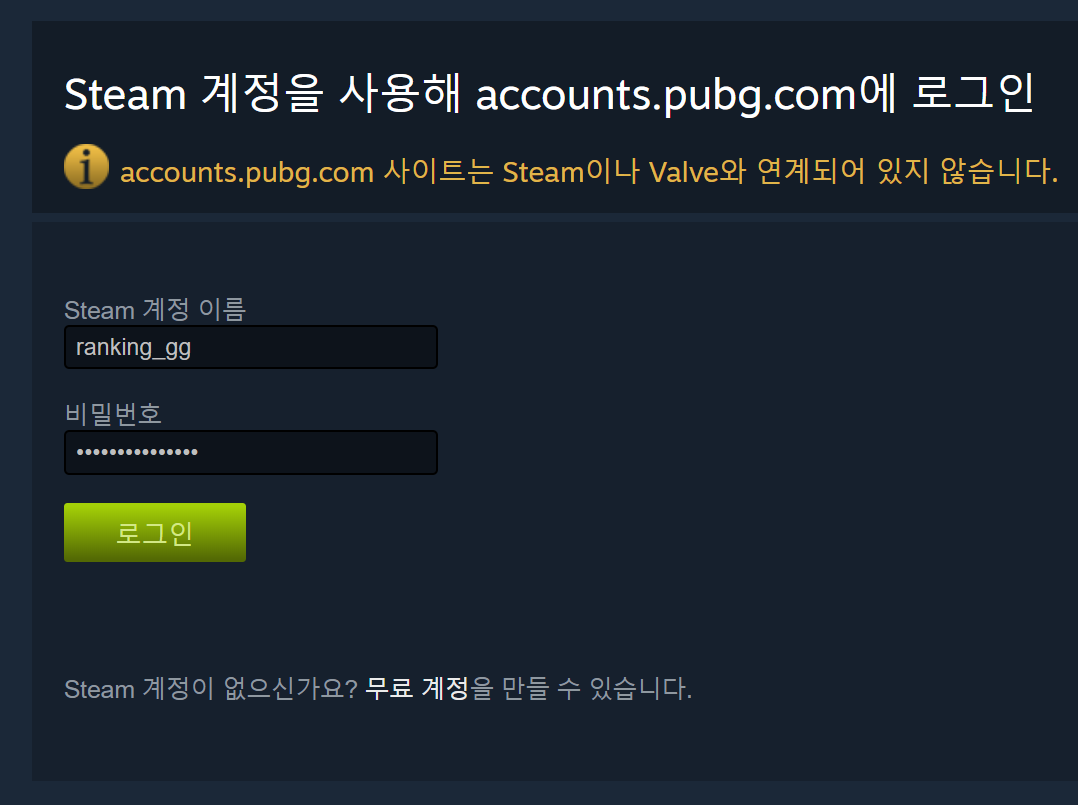 Steam 계정을 사용해 accounts.pubg.com에 로그인
accounts.pubg.com 사이트는 Steam이나 Valve와 연계되어 있지 않습니다.
Steam 계정 이름
ranking_gg
비밀번호
•••••••••••••••
로그인
Steam 계정이 없으신가요? 무료 계정을 만들 수 있습니다.